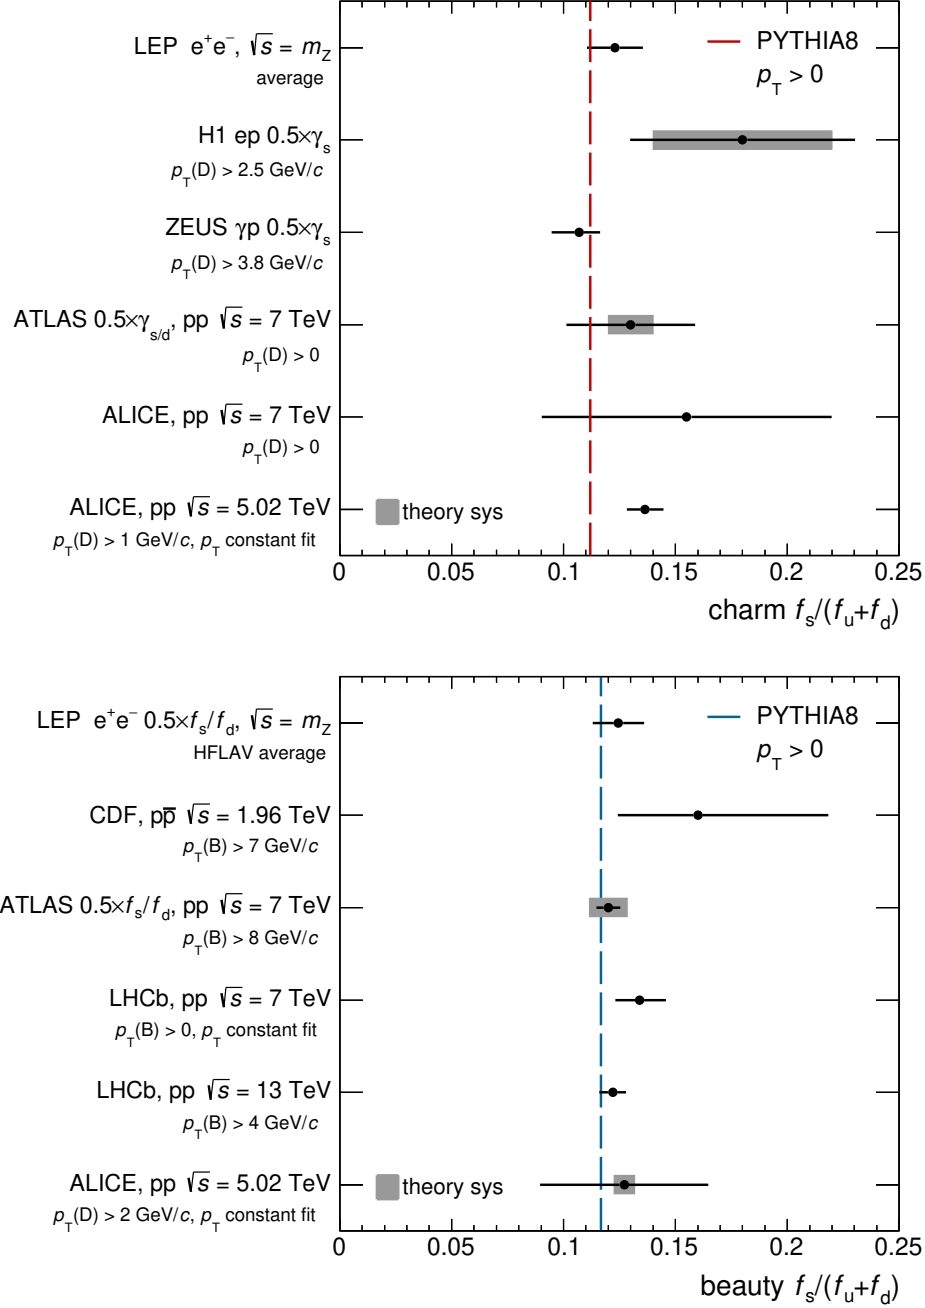 LEP e⁺e⁻, √s = m_Z
average
PYTHIA8
p_T > 0
H1 ep 0.5×γ_s
p_T(D) > 2.5 GeV/c
ZEUS γp 0.5×γ_s
p_T(D) > 3.8 GeV/c
ATLAS 0.5×γ_s/d, pp √s = 7 TeV
p_T(D) > 0
ALICE, pp √s = 7 TeV
p_T(D) > 0
ALICE, pp √s = 5.02 TeV
theory sys
p_T(D) > 1 GeV/c, p_T constant fit
0 0.05 0.1 0.15 0.2 0.25
charm f_s/(f_u+f_d)
LEP e⁺e⁻ 0.5×f_s/f_d, √s = m_Z
HFLAV average
PYTHIA8
p_T > 0
CDF, pp̅ √s = 1.96 TeV
p_T(B) > 7 GeV/c
ATLAS 0.5×f_s/f_d, pp √s = 7 TeV
p_T(B) > 8 GeV/c
LHCb, pp √s = 7 TeV
p_T(B) > 0, p_T constant fit
LHCb, pp √s = 13 TeV
p_T(B) > 4 GeV/c
ALICE, pp √s = 5.02 TeV
theory sys
p_T(D) > 2 GeV/c, p_T constant fit
0 0.05 0.1 0.15 0.2 0.25
beauty f_s/(f_u+f_d)